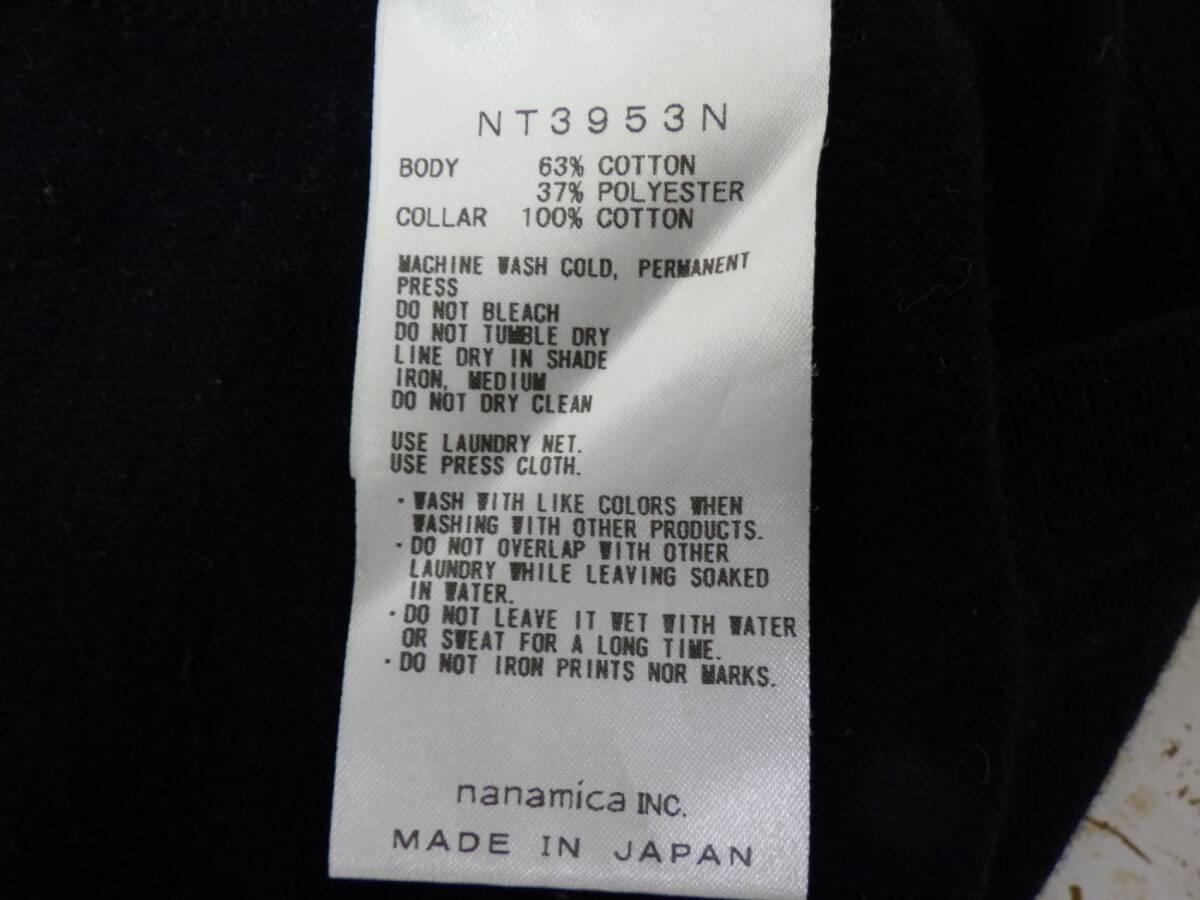 NT3953N
BODY 63% COTTON
37% POLYESTER
COLLAR 100% COTTON
MACHINE WASH COLD, PERMANENT
PRESS
DO NOT BLEACH
DO NOT TUMBLE DRY
LINE DRY IN SHADE
IRON, MEDIUM
DO NOT DRY CLEAN
USE LAUNDRY NET.
USE PRESS CLOTH.
・WASH WITH LIKE COLORS WHEN
WASHING WITH OTHER PRODUCTS.
・DO NOT OVERLAP WITH OTHER
LAUNDRY WHILE LEAVING SOAKED
IN WATER.
・DO NOT LEAVE IT WET WITH WATER
OR SWEAT FOR A LONG TIME.
・DO NOT IRON PRINTS NOR MARKS.
nanamica INC.
MADE IN JAPAN